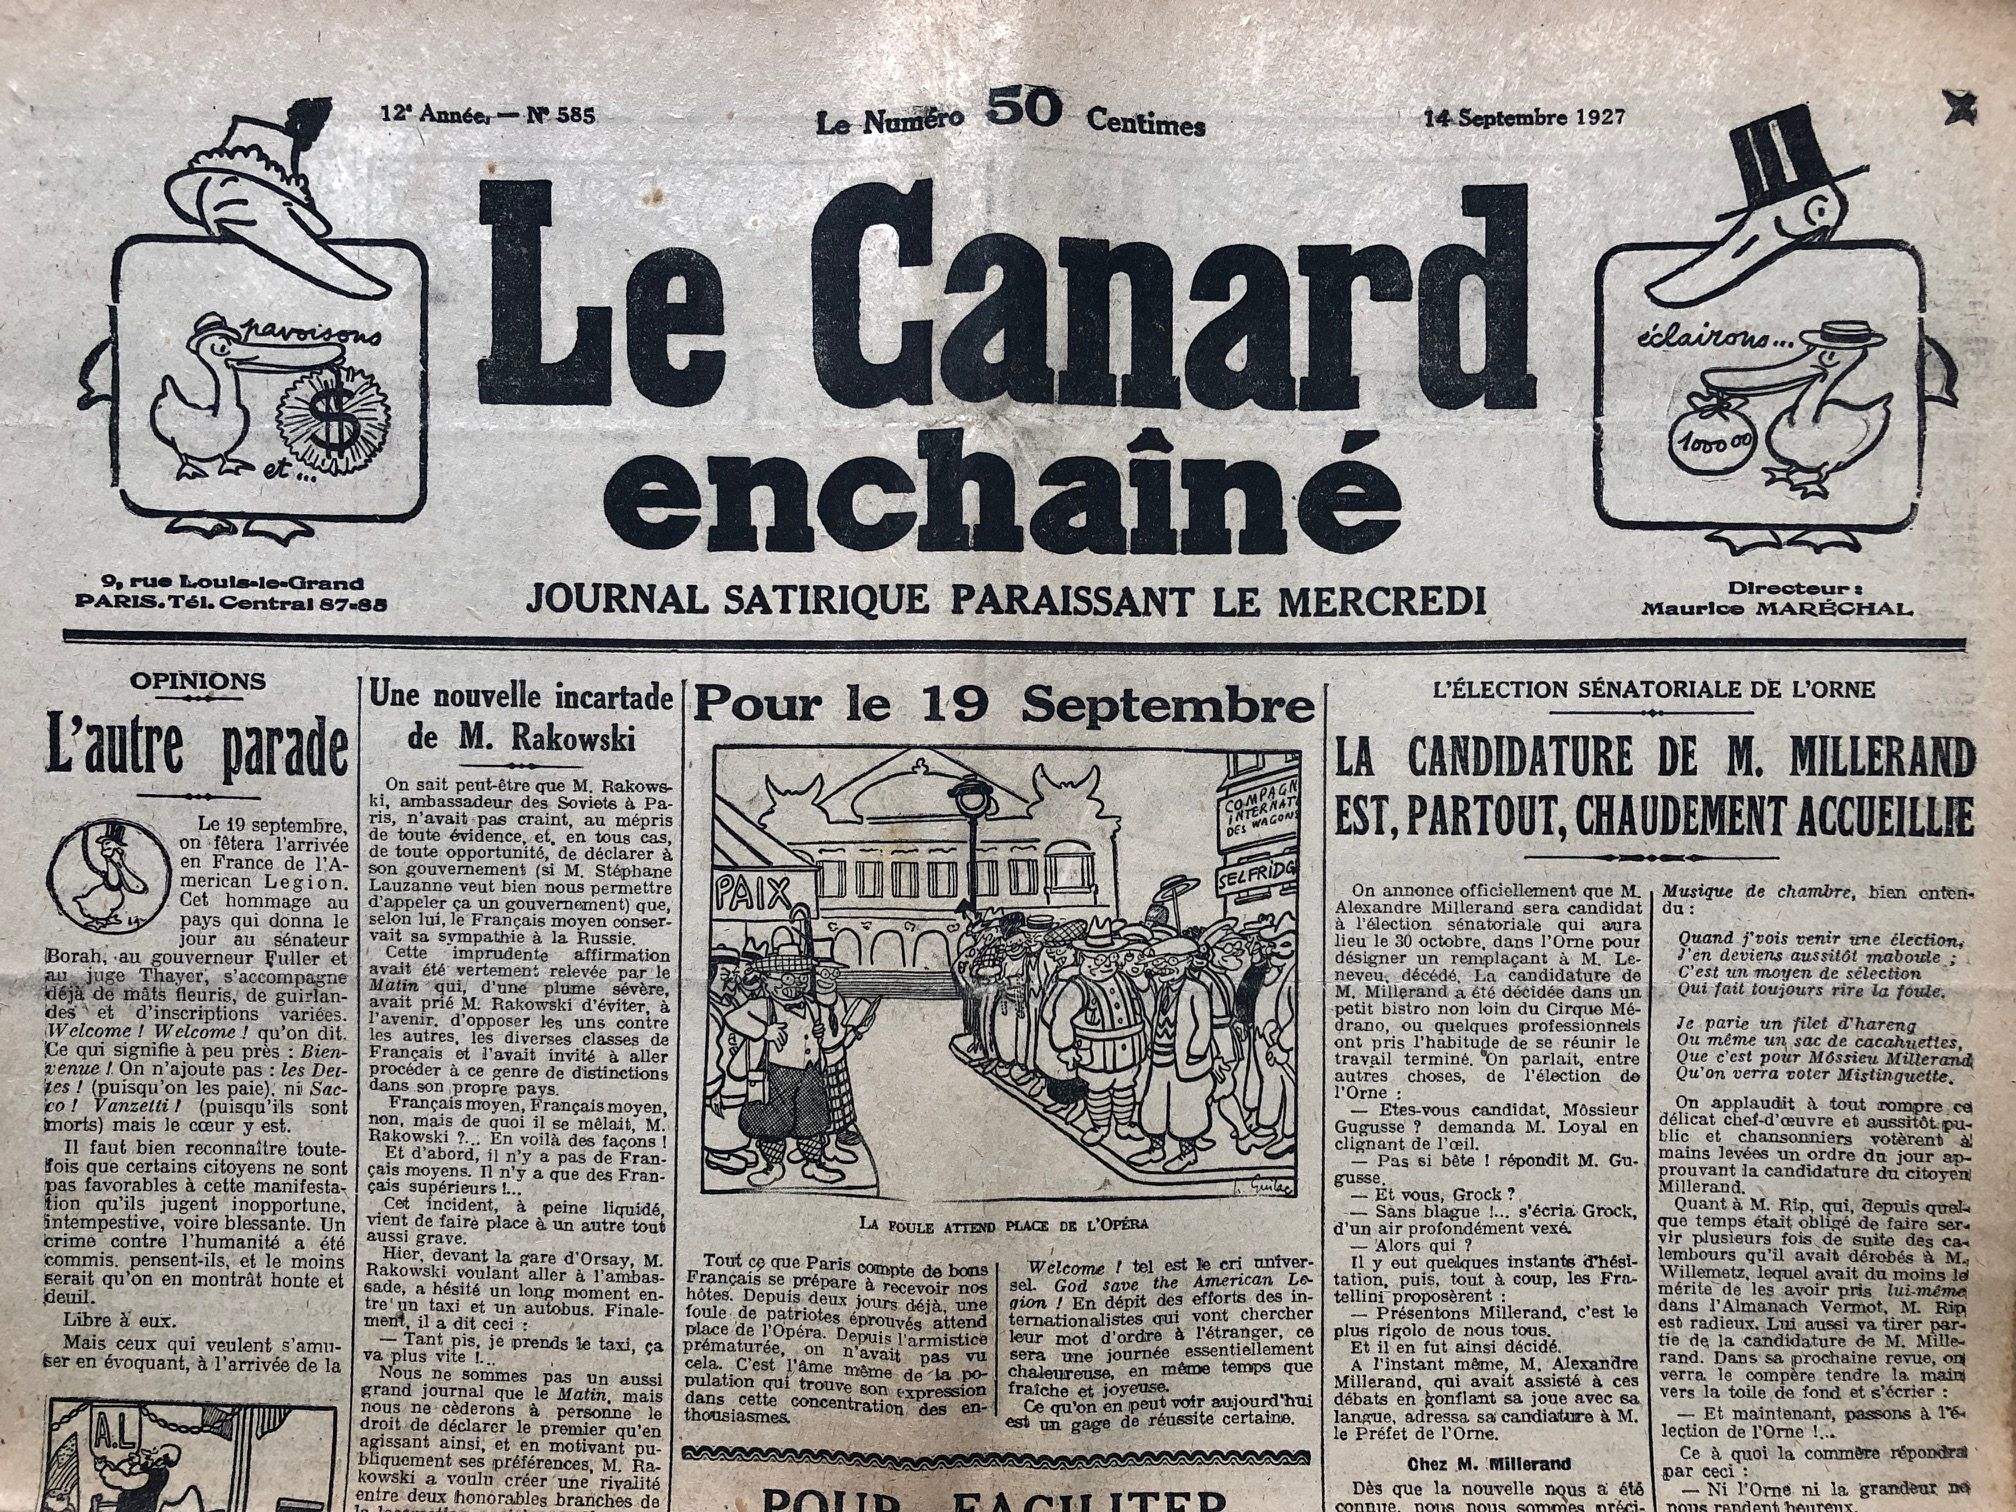 12e Année. — N° 585
Le Numéro 50 Centimes
14 Septembre 1927
pavoisons
$
et...
Le Canard
enchaîné
éclairons...
100000
9, rue Louis-le-Grand
PARIS. Tél. Central 87-85
JOURNAL SATIRIQUE PARAISSANT LE MERCREDI
Directeur :
Maurice MARÉCHAL
OPINIONS
L'autre parade
Le 19 septembre,
on fêtera l'arrivée
en France de l'A-
merican Legion.
Cet hommage au
pays qui donna le
jour au sénateur
Borah, au gouverneur Fuller et
au juge Thayer, s'accompagne
déjà de mâts fleuris, de guirlan-
des et d'inscriptions variées.
Welcome ! Welcome ! qu'on dit.
Ce qui signifie à peu près : Bien-
venue ! On n'ajoute pas : les Det-
tes ! (puisqu'on les paie), ni Sac-
co ! Vanzetti ! (puisqu'ils sont
morts) mais le cœur y est.
Il faut bien reconnaître toute-
fois que certains citoyens ne sont
pas favorables à cette manifesta-
tion qu'ils jugent inopportune,
intempestive, voire blessante. Un
crime contre l'humanité a été
commis, pensent-ils, et le moins
serait qu'on en montrât honte et
deuil.
Libre à eux.
Mais ceux qui veulent s'amu-
ser en évoquant, à l'arrivée de la
A.L
Une nouvelle incartade
de M. Rakowski
On sait peut-être que M. Rakows-
ki, ambassadeur des Soviets à Pa-
ris, n'avait pas craint, au mépris
de toute évidence, et, en tous cas,
de toute opportunité, de déclarer à
son gouvernement (si M. Stéphane
Lauzanne veut bien nous permettre
d'appeler ça un gouvernement) que,
selon lui, le Français moyen conser-
vait sa sympathie à la Russie.
Cette imprudente affirmation
avait été vertement relevée par le
Matin qui, d'une plume sévère,
avait prié M. Rakowski d'éviter, à
l'avenir, d'opposer les uns contre
les autres, les diverses classes de
Français et l'avait invité à aller
procéder à ce genre de distinctions
dans son propre pays.
Français moyen, Français moyen,
non, mais de quoi il se mêlait, M.
Rakowski ?... En voilà des façons !
Et d'abord, il n'y a pas de Fran-
çais moyens. Il n'y a que des Fran-
çais supérieurs !...
Cet incident, à peine liquidé,
vient de faire place à un autre tout
aussi grave.
Hier, devant la gare d'Orsay, M.
Rakowski voulant aller à l'ambas-
sade, a hésité un long moment en-
tre un taxi et un autobus. Finale-
ment, il a dit ceci :
— Tant pis, je prends le taxi, ça
va plus vite !...
Nous ne sommes pas un aussi
grand journal que le Matin, mais
nous ne cèderons à personne le
droit de déclarer le premier qu'en
agissant ainsi, et en motivant pu-
bliquement ses préférences, M. Ra-
kowski a voulu créer une rivalité
entre deux honorables branches de
Pour le 19 Septembre
PAIX
COMPAGN
INTERNAT
DES WAGONS
SELFRIDG
LA FOULE ATTEND PLACE DE L'OPÉRA
Tout ce que Paris compte de bons
Français se prépare à recevoir nos
hôtes. Depuis deux jours déjà, une
foule de patriotes éprouvés attend
place de l'Opéra. Depuis l'armistice
prématurée, on n'avait pas vu
cela. C'est l'âme même de la po-
pulation qui trouve son expression
dans cette concentration des en-
thousiasmes.
Welcome ! tel est le cri univer-
sel. God save the American Le-
gion ! En dépit des efforts des in-
ternationalistes qui vont chercher
leur mot d'ordre à l'étranger, ce
sera une journée essentiellement
chaleureuse, en même temps que
fraîche et joyeuse.
Ce qu'on en peut voir aujourd'hui
est un gage de réussite certaine.
POUR FACILITER
L'ÉLECTION SÉNATORIALE DE L'ORNE
LA CANDIDATURE DE M. MILLERAND
EST, PARTOUT, CHAUDEMENT ACCUEILLIE
On annonce officiellement que M.
Alexandre Millerand sera candidat
à l'élection sénatoriale qui aura
lieu le 30 octobre, dans l'Orne pour
désigner un remplaçant à M. Le-
neveu, décédé. La candidature de
M. Millerand a été décidée dans un
petit bistro non loin du Cirque Mé-
drano, ou quelques professionnels
ont pris l'habitude de se réunir le
travail terminé. On parlait, entre
autres choses, de l'élection de
l'Orne :
— Etes-vous candidat, Môssieur
Gugusse ? demanda M. Loyal en
clignant de l'œil.
— Pas si bête ! répondit M. Gu-
gusse.
— Et vous, Grock ?
— Sans blague !... s'écria Grock,
d'un air profondément vexé.
— Alors qui ?
Il y eut quelques instants d'hési-
tation, puis, tout à coup, les Fra-
tellini proposèrent :
— Présentons Millerand, c'est le
plus rigolo de nous tous.
Et il en fut ainsi décidé.
A l'instant même, M. Alexandre
Millerand, qui avait assisté à ces
débats en gonflant sa joue avec sa
langue, adressa sa candiature à M.
le Préfet de l'Orne.
Chez M. Millerand
Dès que la nouvelle nous a été
connue, nous nous sommes préci-
Musique de chambre, bien enten-
du :
Quand j'vois venir une élection,
J'en deviens aussitôt maboule ;
C'est un moyen de sélection
Qui fait toujours rire la foule.
Je parie un filet d'hareng
Ou même un sac de cacahuettes,
Que c'est pour Môssieu Millerand
Qu'on verra voter Mistinguette.
On applaudit à tout rompre ce
délicat chef-d'œuvre et aussitôt pu-
blic et chansonniers votèrent à
mains levées un ordre du jour ap-
prouvant la candidature du citoyen
Millerand.
Quant à M. Rip, qui, depuis quel-
que temps était obligé de faire ser-
vir plusieurs fois de suite des ca-
lembours qu'il avait dérobés à M.
Willemetz, lequel avait du moins le
mérite de les avoir pris lui-même
dans l'Almanach Vermot, M. Rip
est radieux. Lui aussi va tirer par-
tie de la candidature de M. Mille-
rand. Dans sa prochaine revue, on
verra le compère tendre la main
vers la toile de fond et s'écrier :
— Et maintenant, passons à l'é-
lection de l'Orne !...
Ce à quoi la commère répondra
par ceci :
— Ni l'Orne ni la grandeur ne
nous rendent heureux.